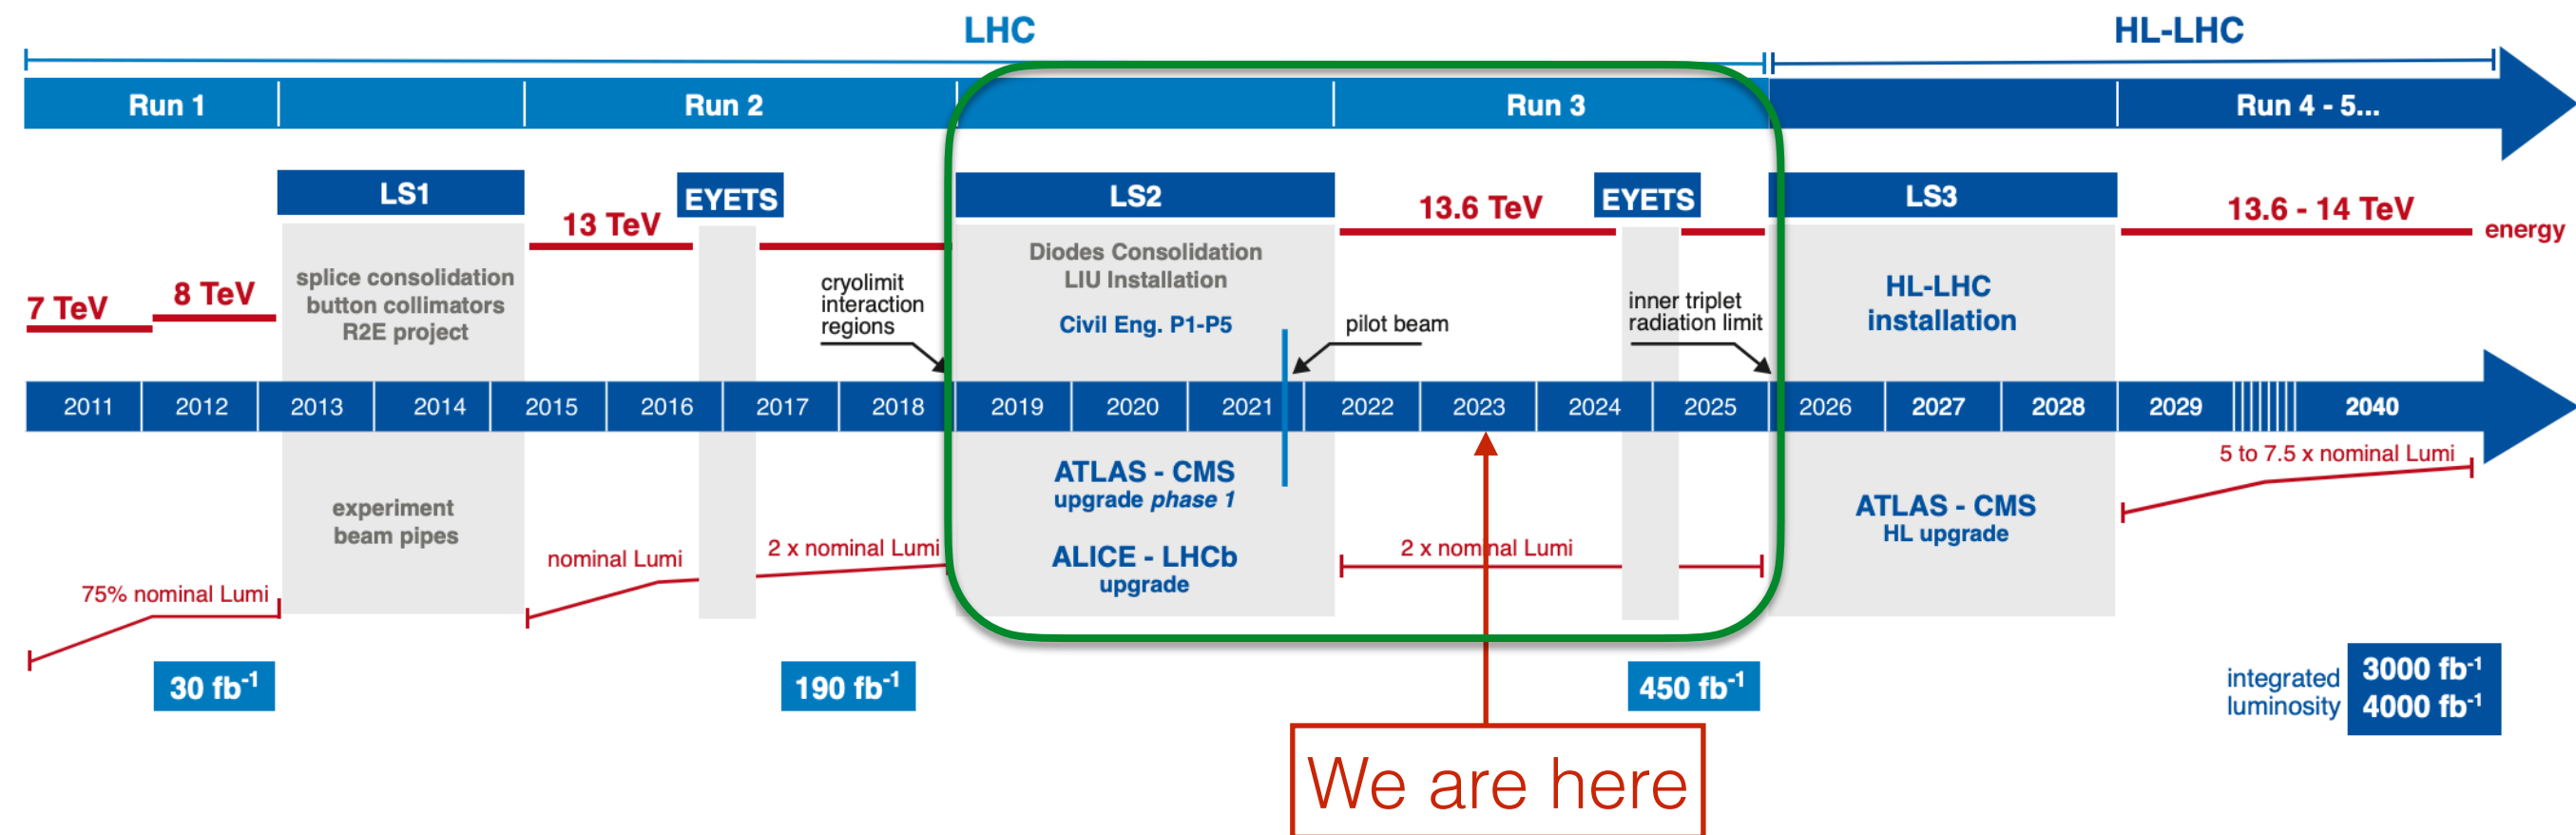 LHC
HL-LHC
Run 1
Run 2
Run 3
Run 4 - 5...
LS1
EYETS
LS2
EYETS
LS3
13 TeV
13.6 TeV
13.6 - 14 TeV
energy
7 TeV
8 TeV
splice consolidation
button collimators
R2E project
cryolimit
interaction
regions
Diodes Consolidation
LIU Installation
Civil Eng. P1-P5
pilot beam
inner triplet
radiation limit
HL-LHC
installation
2011
2012
2013
2014
2015
2016
2017
2018
2019
2020
2021
2022
2023
2024
2025
2026
2027
2028
2029
2040
5 to 7.5 x nominal Lumi
experiment
beam pipes
ATLAS - CMS
upgrade phase 1
ALICE - LHCb
upgrade
ATLAS - CMS
HL upgrade
75% nominal Lumi
nominal Lumi
2 x nominal Lumi
2 x nominal Lumi
30 fb⁻¹
190 fb⁻¹
450 fb⁻¹
integrated
luminosity
3000 fb⁻¹
4000 fb⁻¹
We are here